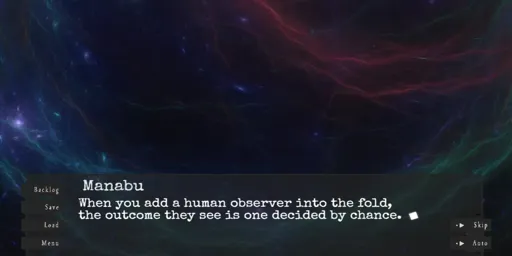 Manabu
When you add a human observer into the fold,
the outcome they see is one decided by chance.
Backlog
Save
Load
Menu
Skip
Auto